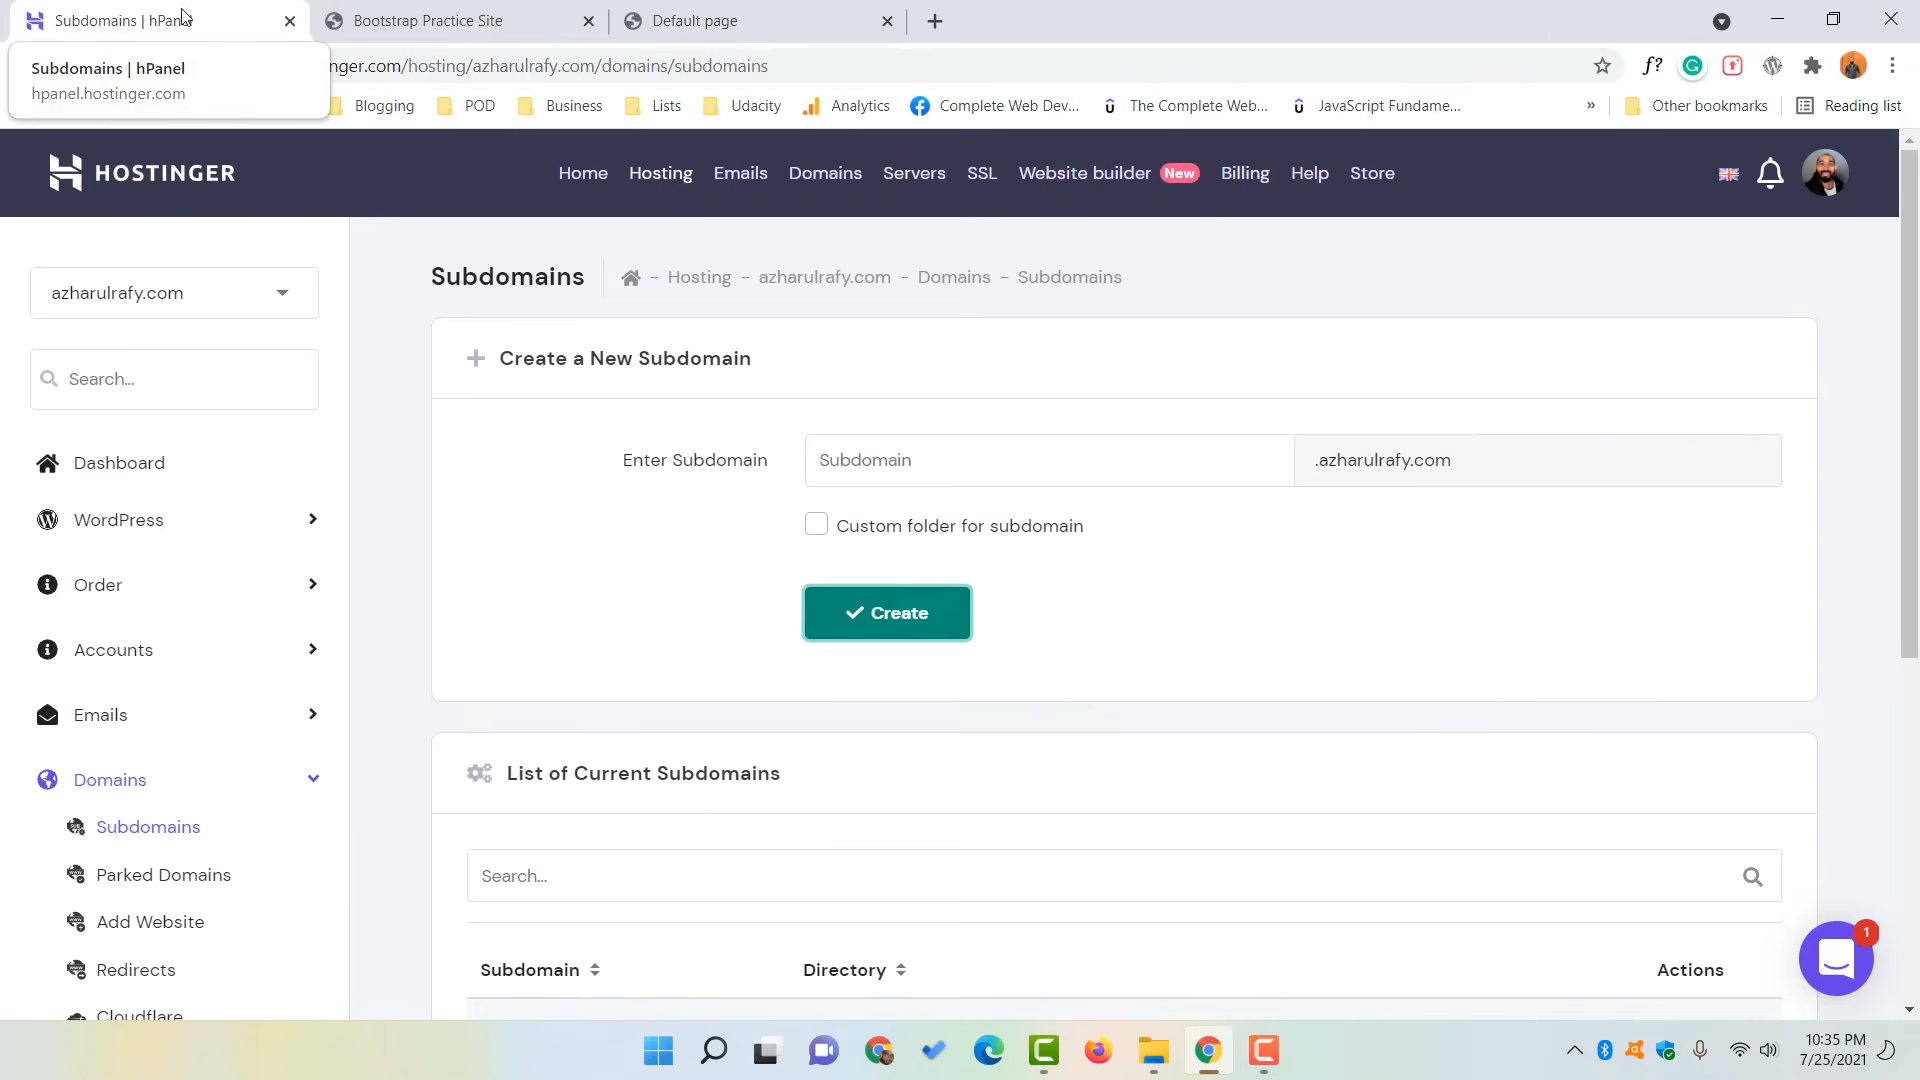 Subdomains | hPanel
Bootstrap Practice Site
Default page
Subdomains | hPanel
hpanel.hostinger.com
nger.com/hosting/azharulrafy.com/domains/subdomains
f?
Blogging
POD
Business
Lists
Udacity
Analytics
Complete Web Dev...
The Complete Web...
JavaScript Fundame...
»
Other bookmarks
Reading list
HOSTINGER
Home
Hosting
Emails
Domains
Servers
SSL
Website builder New
Billing
Help
Store
azharulrafy.com
Search...
Dashboard
WordPress
Order
Accounts
Emails
Domains
Subdomains
Parked Domains
Add Website
Redirects
Cloudflare
Subdomains
- Hosting - azharulrafy.com - Domains - Subdomains
Create a New Subdomain
Enter Subdomain
Subdomain
.azharulrafy.com
Custom folder for subdomain
Create
List of Current Subdomains
Search...
Subdomain
Directory
Actions
1
10:35 PM
7/25/2021